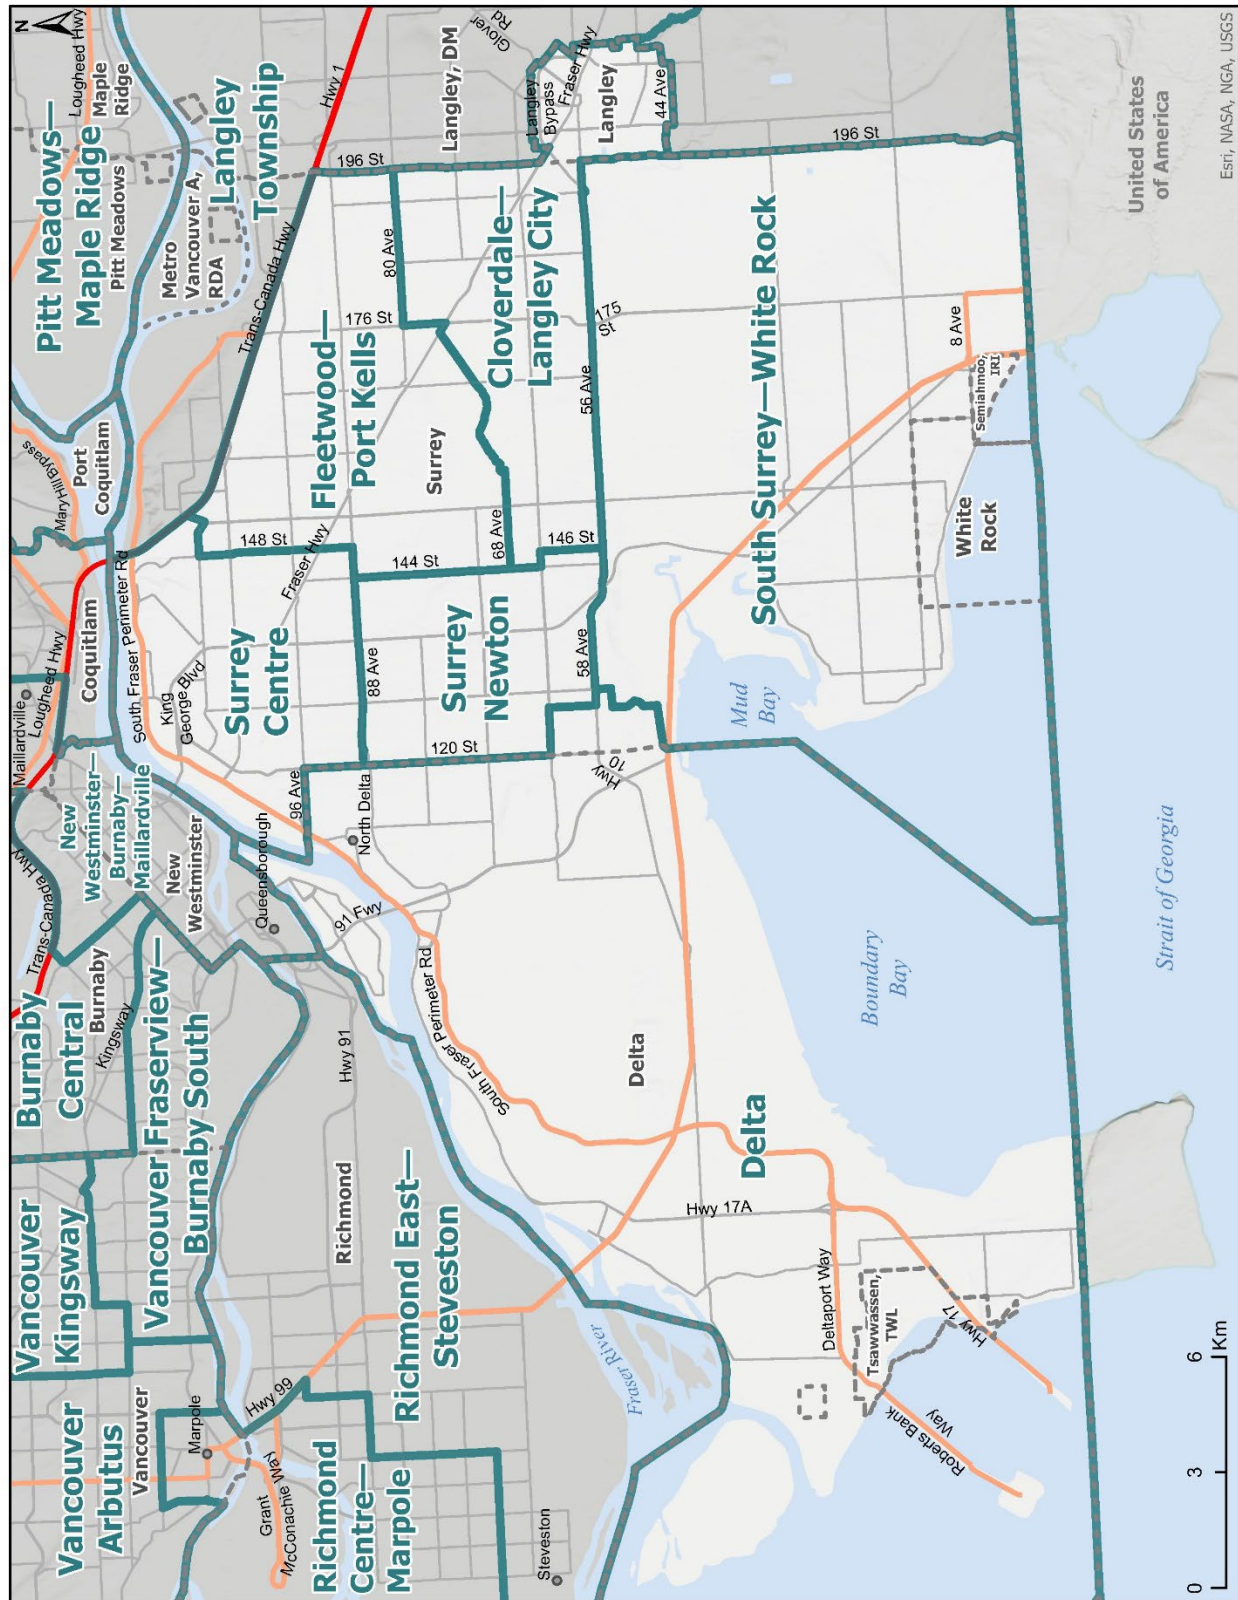 N
Pitt Meadows—
Maple Ridge
Pitt Meadows
Lougheed Hwy
Maple
Ridge
Metro
Vancouver A,
RDA
Langley
Township
Hwy 1
Trans-Canada Hwy
Mary Hill Bypass
Port
Coquitlam
Coquitlam
Lougheed Hwy
Maillardville
South Fraser Perimeter Rd
King
George Blvd
New
Westminster—
Burnaby—
Maillardville
New
Westminster
Queensborough
Trans-Canada Hwy
Burnaby
Central
Burnaby
Kingsway
Vancouver Fraserview—
Burnaby South
Vancouver
Kingsway
Vancouver
Arbutus
Vancouver
Marpole
Grant
McConachie Way
Hwy 99
Richmond
Centre—
Marpole
Steveston
Richmond
Hwy 91
Richmond East—
Steveston
Fraser River
91 Fwy
96 Ave
North Delta
Surrey
Centre
148 St
Fraser Hwy
88 Ave
144 St
120 St
Surrey
Newton
68 Ave
146 St
58 Ave
Hwy
10
Fleetwood—
Port Kells
Surrey
176 St
80 Ave
196 St
Langley, DM
Glover
Rd
Langley
Bypass
Fraser Hwy
Langley
44 Ave
196 St
Cloverdale—
Langley City
56 Ave
175
St
South Surrey—White Rock
8 Ave
Semiahmoo,
IRI
White
Rock
Mud
Bay
Boundary
Bay
Strait of Georgia
South Fraser Perimeter Rd
Delta
Delta
Hwy 17A
Deltaport Way
Tsawwassen,
TWL
Hwy 17
Roberts Bank
Way
United States
of America
Esri, NASA, NGA, USGS
0
3
6
Km